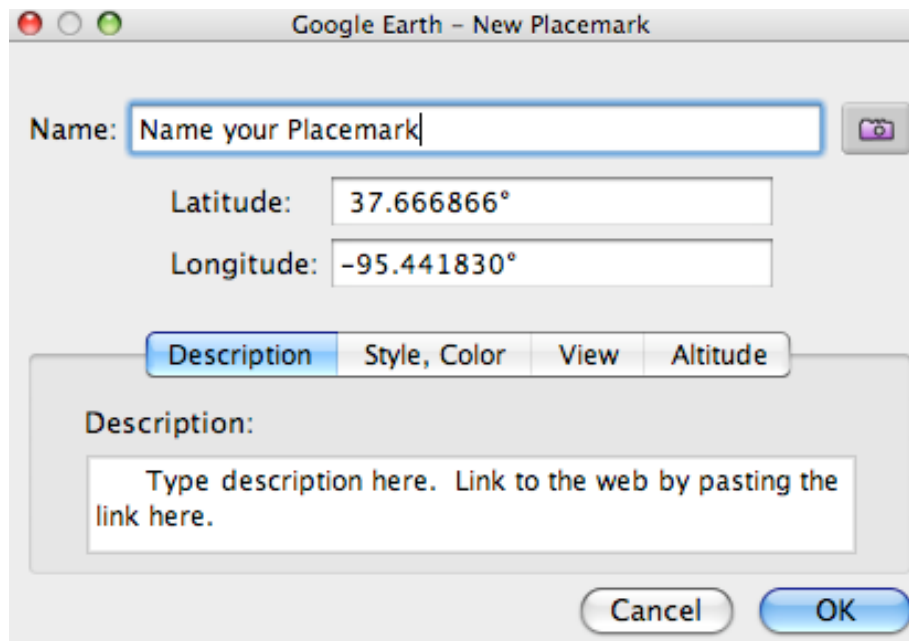 Google Earth – New Placemark
Name: Name your Placemark
Latitude: 37.666866°
Longitude: -95.441830°
Description Style, Color View Altitude
Description:
Type description here. Link to the web by pasting the
link here.
Cancel OK